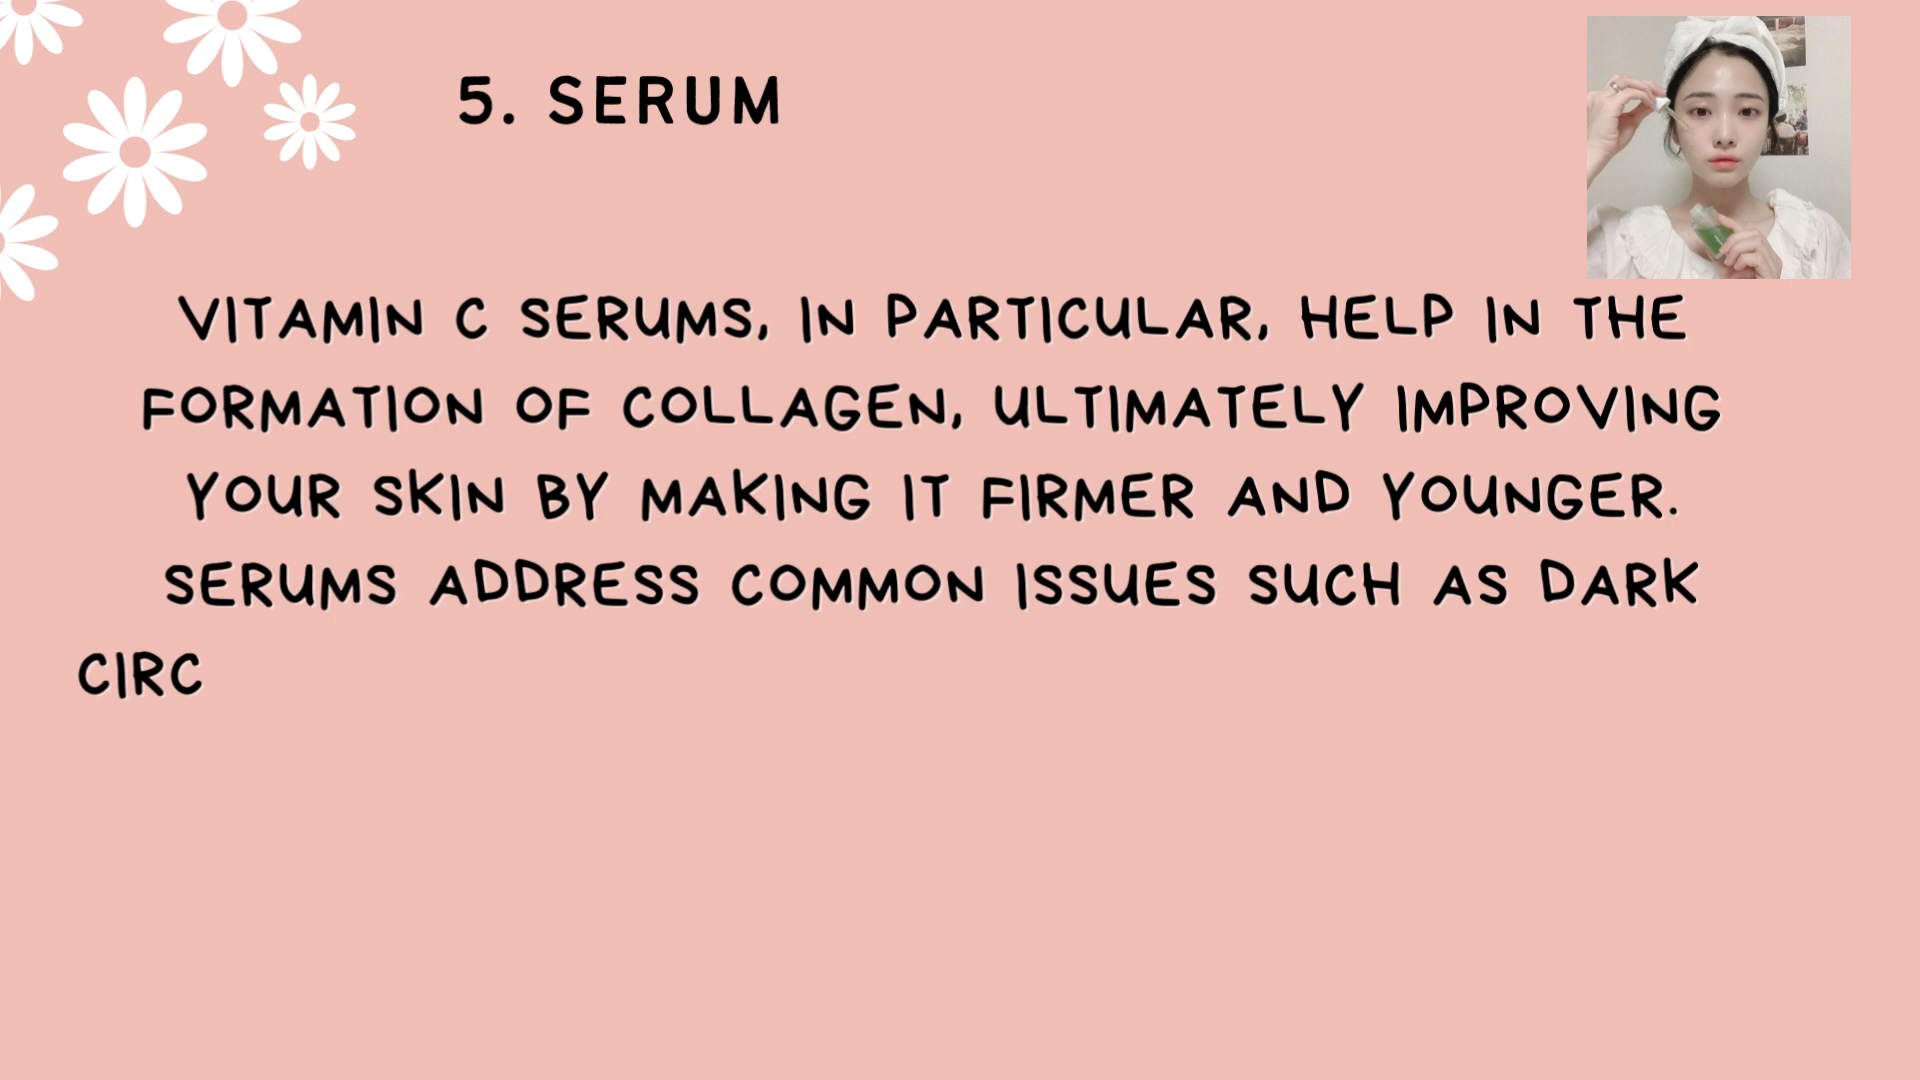 5. SERUM
VITAMIN C SERUMS, IN PARTICULAR, HELP IN THE
FORMATION OF COLLAGEN, ULTIMATELY IMPROVING
YOUR SKIN BY MAKING IT FIRMER AND YOUNGER.
SERUMS ADDRESS COMMON ISSUES SUCH AS DARK
CIRC